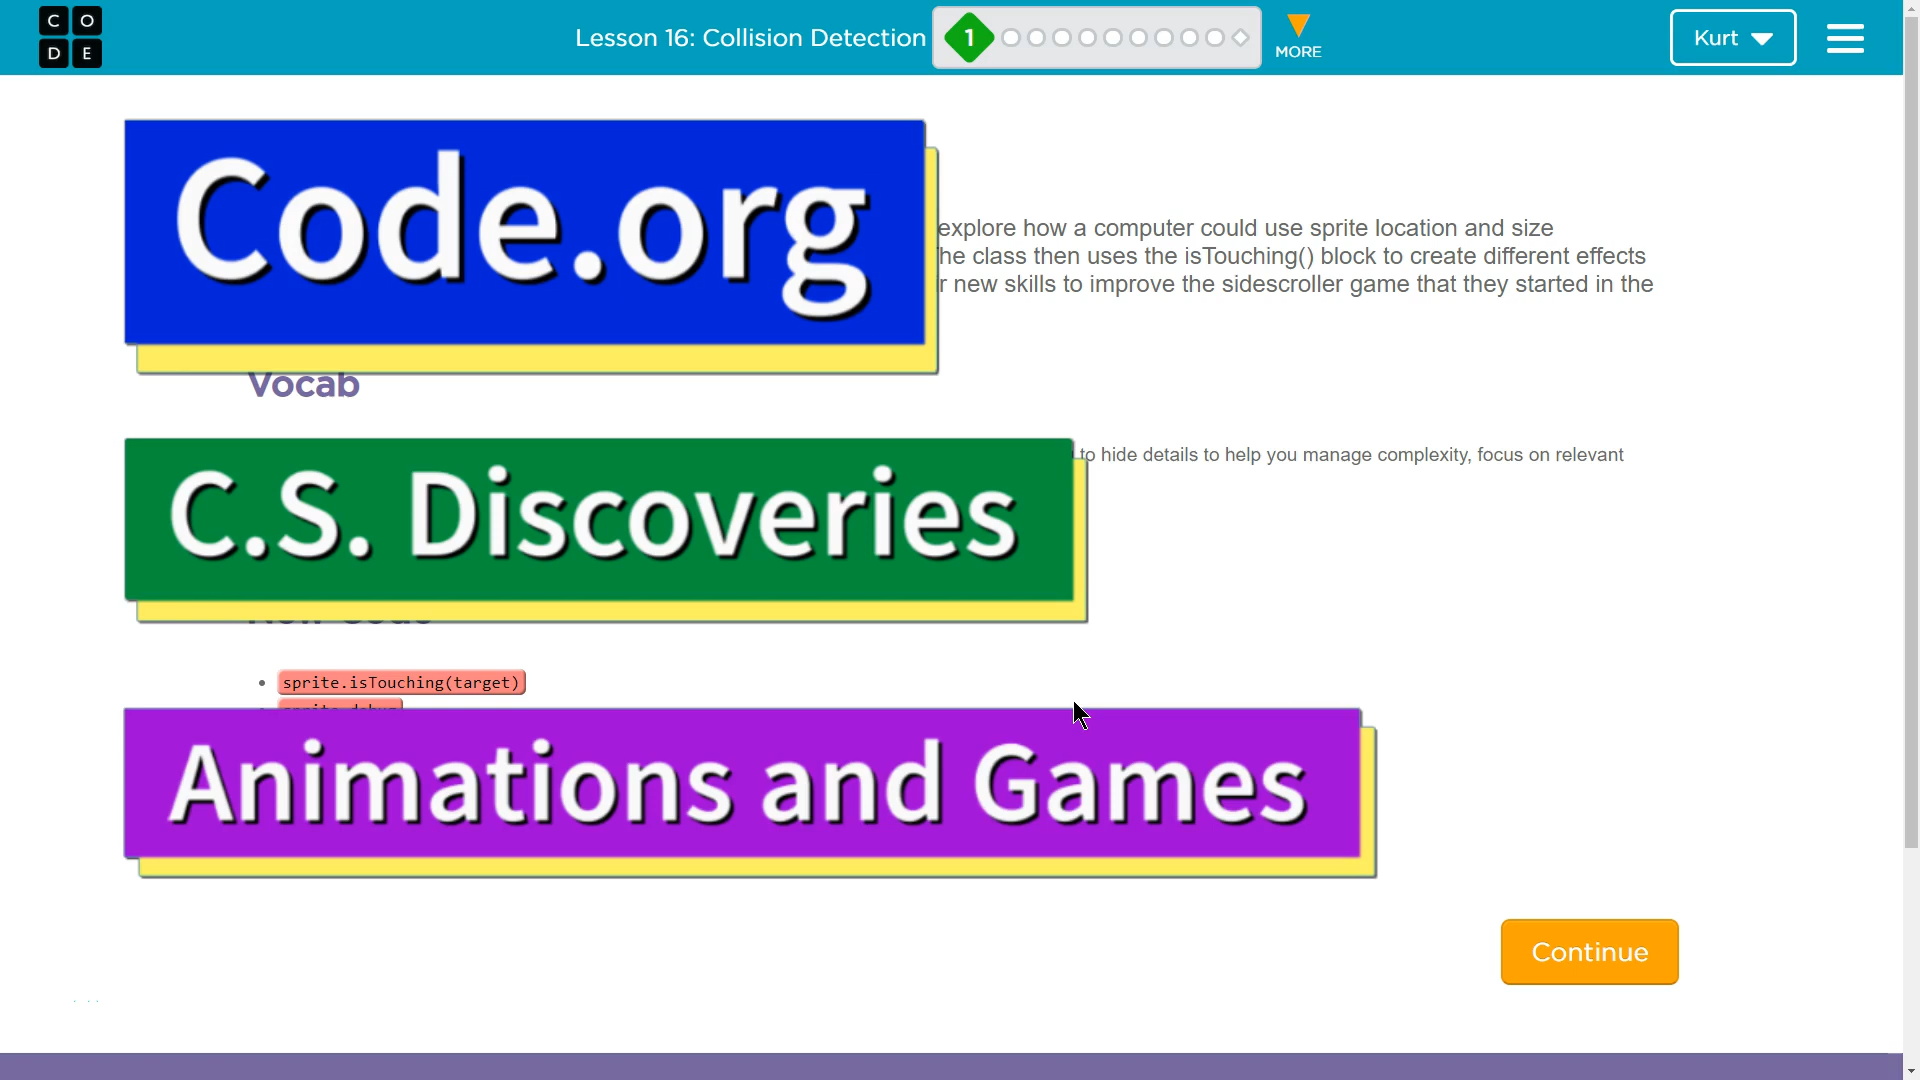 CODE
Lesson 16: Collision Detection
1
MORE
Kurt
Code.org
explore how a computer could use sprite location and size
he class then uses the isTouching() block to create different effects
r new skills to improve the sidescroller game that they started in the
Vocab
C.S. Discoveries
to hide details to help you manage complexity, focus on relevant
sprite.isTouching(target)
Animations and Games
Continue